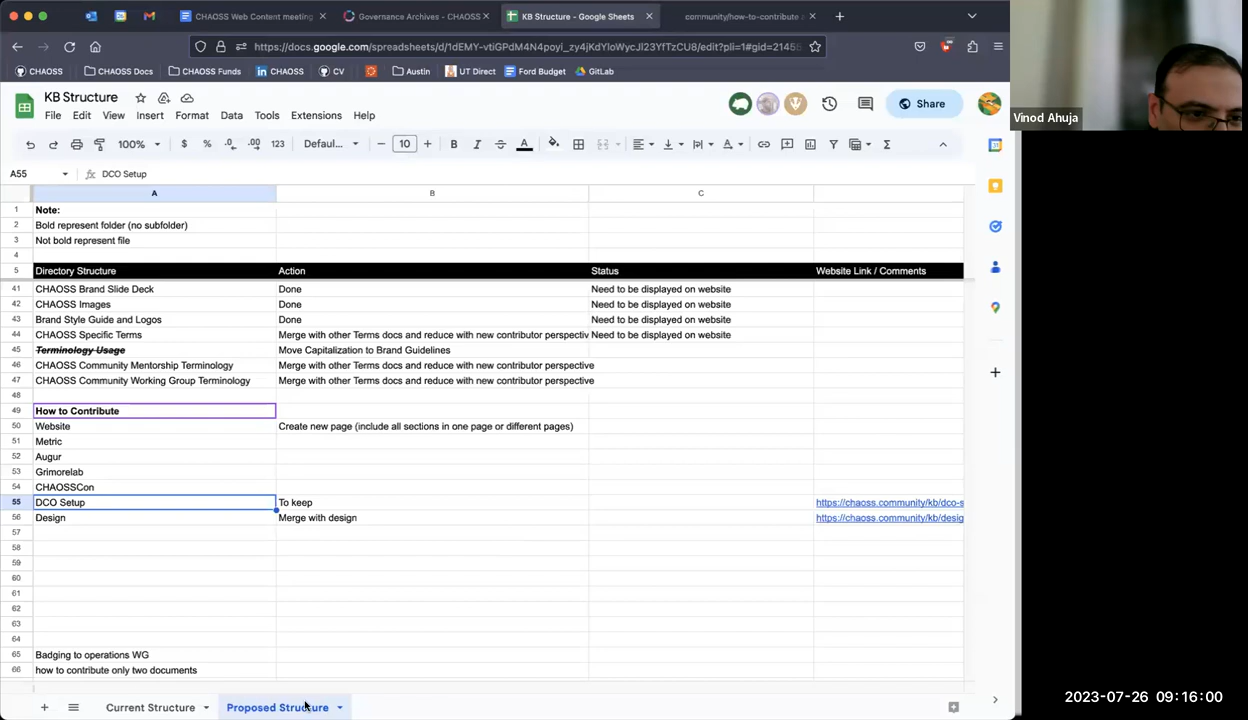 CHAOSS Web Content meeting
Governance Archives - CHAOSS
KB Structure - Google Sheets
community/how-to-contribute
https://docs.google.com/spreadsheets/d/1dEMY-vtiGPdM4N4poyi_zy4jKdYloWycJl23YfTzCU8/edit?pli=1#gid=21455
CHAOSS CHAOSS Docs CHAOSS Funds CHAOSS CV Austin UT Direct Ford Budget GitLab
KB Structure
File Edit View Insert Format Data Tools Extensions Help
Share
Vinod Ahuja
100% $ % .0 .00 123 Defaul... 10 B I A
A55 fx DCO Setup
A B C
1 Note:
2 Bold represent folder (no subfolder)
3 Not bold represent file
4
5 Directory Structure Action Status Website Link / Comments
41 CHAOSS Brand Slide Deck Done Need to be displayed on website
42 CHAOSS Images Done Need to be displayed on website
43 Brand Style Guide and Logos Done Need to be displayed on website
44 CHAOSS Specific Terms Merge with other Terms docs and reduce with new contributor perspectiv Need to be displayed on website
45 Terminology Usage Move Capitalization to Brand Guidelines
46 CHAOSS Community Mentorship Terminology Merge with other Terms docs and reduce with new contributor perspective
47 CHAOSS Community Working Group Terminology Merge with other Terms docs and reduce with new contributor perspective
48
49 How to Contribute
50 Website Create new page (include all sections in one page or different pages)
51 Metric
52 Augur
53 Grimorelab
54 CHAOSSCon
55 DCO Setup To keep https://chaoss.community/kb/dco-s
56 Design Merge with design https://chaoss.community/kb/desig
57
58
59
60
61
62
63
64
65 Badging to operations WG
66 how to contribute only two documents
Current Structure Proposed Structure
2023-07-26 09:16:00